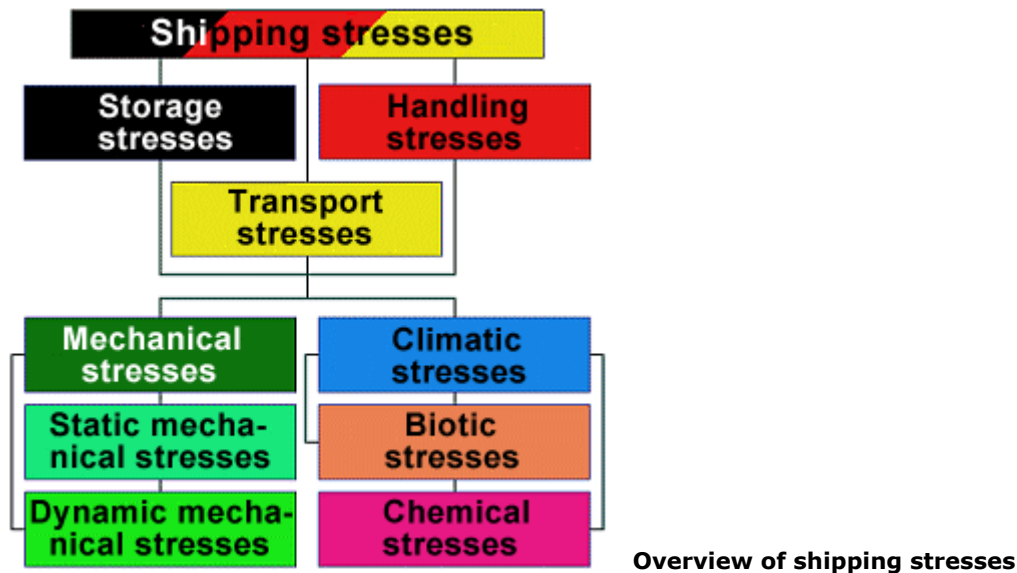 Shipping stresses
Storage
stresses
Handling
stresses
Transport
stresses
Mechanical
stresses
Climatic
stresses
Static mecha-
nical stresses
Biotic
stresses
Dynamic mecha-
nical stresses
Chemical
stresses
Overview of shipping stresses